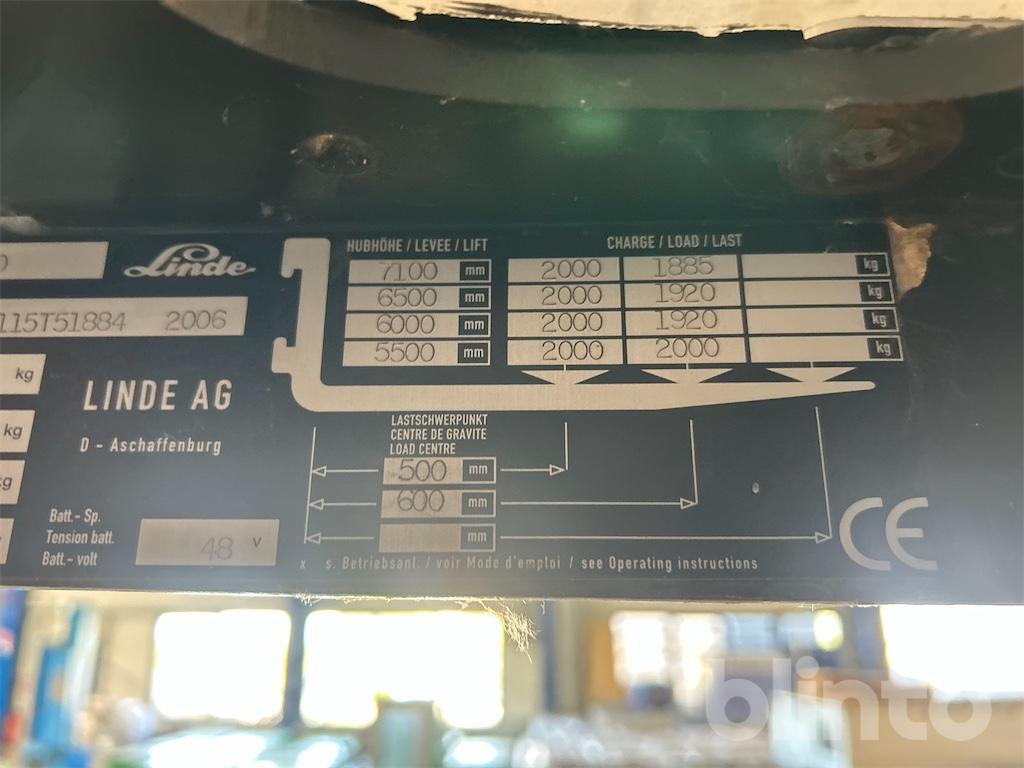 0
Linde
115T51884 2006
kg
kg
kg
LINDE AG
D - Aschaffenburg
Batt.- Sp.
Tension batt.
Batt.- volt
48 V
HUBHÖHE / LEVEE / LIFT
CHARGE / LOAD / LAST
7100 mm 2000 1885 kg
6500 mm 2000 1920 kg
6000 mm 2000 1920 kg
5500 mm 2000 2000 kg
LASTSCHWERPUNKT
CENTRE DE GRAVITE
LOAD CENTRE
500 mm
600 mm
mm
x s. Betriebsanl. / voir Mode d'emploi / see Operating instructions
CE
blinto